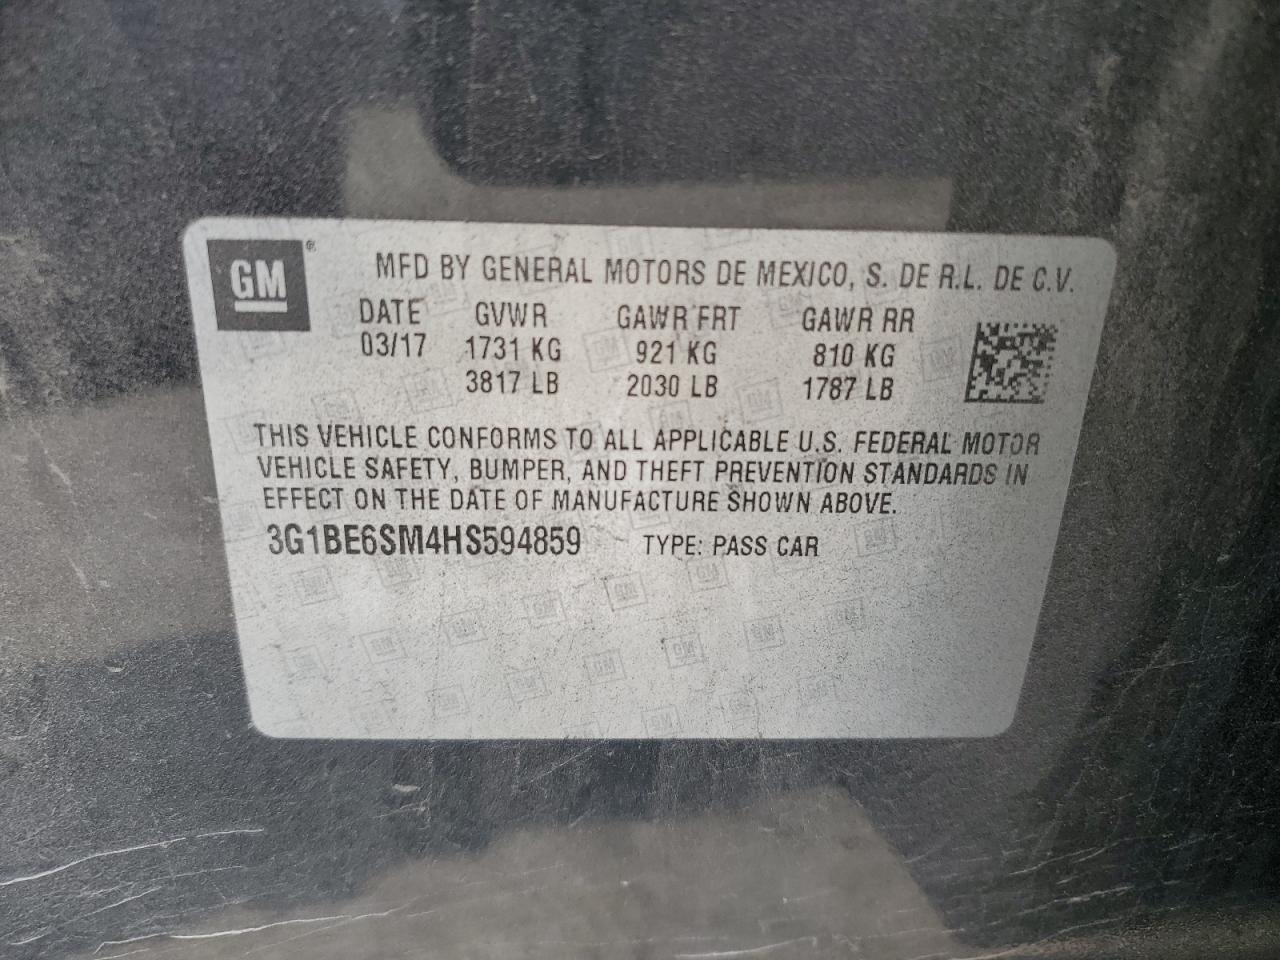 GM ®
MFD BY GENERAL MOTORS DE MEXICO, S. DE R.L. DE C.V.
DATE GVWR GAWR FRT GAWR RR
03/17 1731 KG 921 KG 810 KG
3817 LB 2030 LB 1787 LB
THIS VEHICLE CONFORMS TO ALL APPLICABLE U.S. FEDERAL MOTOR
VEHICLE SAFETY, BUMPER, AND THEFT PREVENTION STANDARDS IN
EFFECT ON THE DATE OF MANUFACTURE SHOWN ABOVE.
3G1BE6SM4HS594859 TYPE: PASS CAR